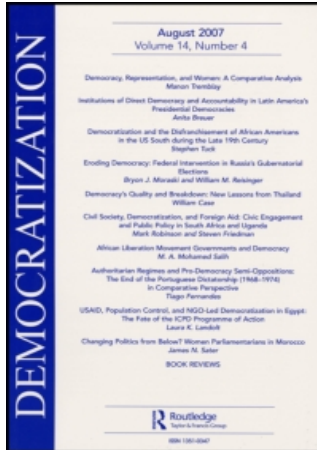 DEMOCRATIZATION
August 2007
Volume 14, Number 4
Democracy, Representation, and Women: A Comparative Analysis
Manon Tremblay
Institutions of Direct Democracy and Accountability in Latin America's
Presidential Democracies
Anita Breuer
Democratization and the Disfranchisement of African Americans
in the US South during the Late 19th Century
Stephen Tuck
Eroding Democracy: Federal Intervention in Russia's Gubernatorial
Elections
Bryon J. Moraski and William M. Reisinger
Democracy's Quality and Breakdown: New Lessons from Thailand
William Case
Civil Society, Democratization, and Foreign Aid: Civic Engagement
and Public Policy in South Africa and Uganda
Mark Robinson and Steven Friedman
African Liberation Movement Governments and Democracy
M. A. Mohamed Salih
Authoritarian Regimes and Pro-Democracy Semi-Oppositions:
The End of the Portuguese Dictatorship (1968–1974)
in Comparative Perspective
Tiago Fernandes
USAID, Population Control, and NGO-Led Democratization in Egypt:
The Fate of the ICPD Programme of Action
Laura K. Landolt
Changing Politics from Below? Women Parliamentarians in Morocco
James N. Sater
BOOK REVIEWS
R Routledge
Taylor & Francis Group
ISSN 1351-0347